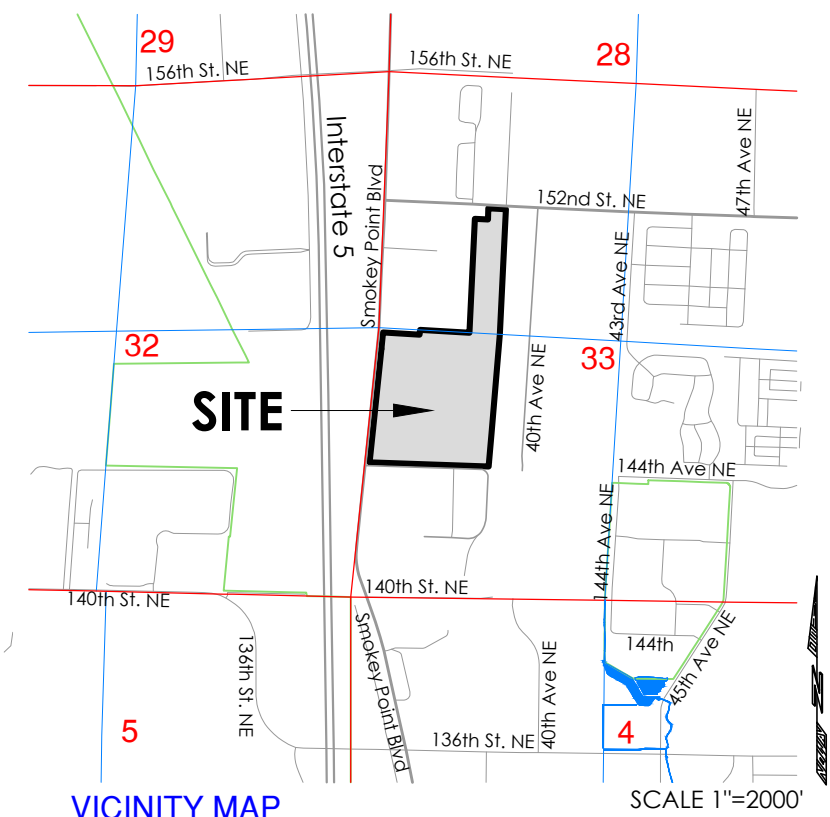 29
28
156th St. NE
156th St. NE
Interstate 5
Smokey Point Blvd
47th Ave NE
152nd St. NE
43rd Ave NE
32
33
SITE
40th Ave NE
144th Ave NE
144th Ave NE
140th St. NE
140th St. NE
136th St. NE
Smokey Point Blvd
40th Ave NE
144th
45th Ave NE
5
136th St. NE
4
N
VICINITY MAP
SCALE 1"=2000'